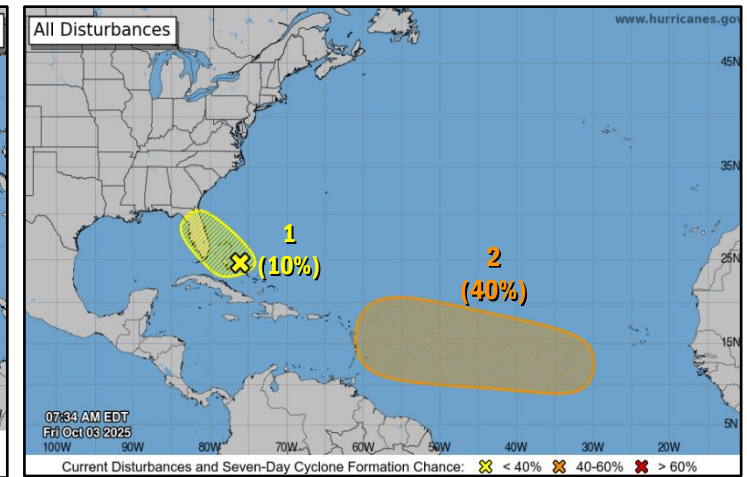 All Disturbances
www.hurricanes.gov
45N
35N
1
(10%)
2
(40%)
25N
15N
5N
07:34 AM EDT
Fri Oct 03 2025
100W 90W 80W 70W 60W 50W 40W 30W 20W
Current Disturbances and Seven-Day Cyclone Formation Chance: < 40% 40-60% > 60%